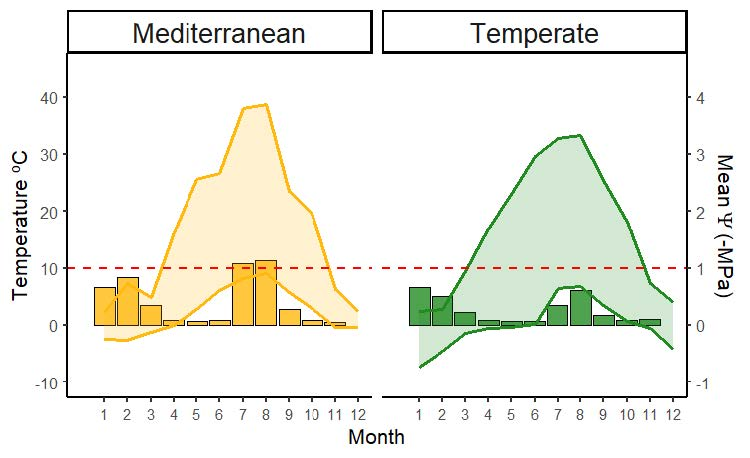 Mediterranean
Temperate
Temperature ºC
40
30
20
10
0
-10
4
3
2
1
0
-1
Mean Ψ (-MPa)
1 2 3 4 5 6 7 8 9 10 11 12
1 2 3 4 5 6 7 8 9 10 11 12
Month